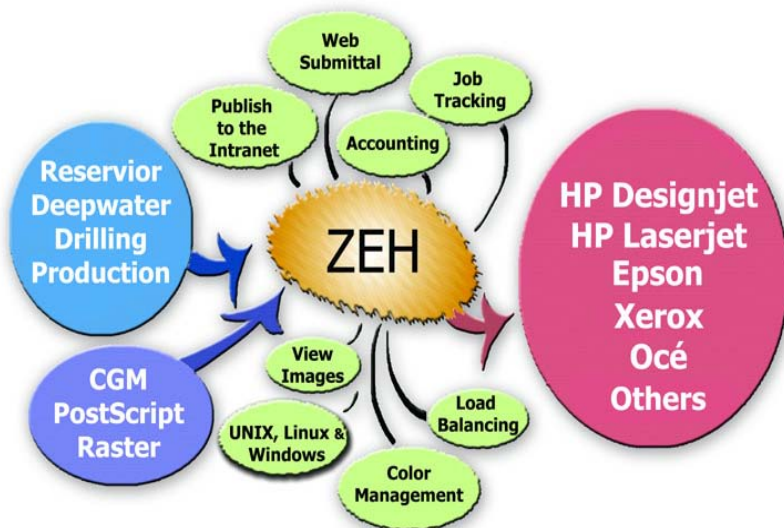 Web
Submittal
Job
Tracking
Publish
to the
Intranet
Accounting
Reservior
Deepwater
Drilling
Production
ZEH
HP Designjet
HP Laserjet
Epson
Xerox
Océ
Others
CGM
PostScript
Raster
View
Images
UNIX, Linux &
Windows
Load
Balancing
Color
Management